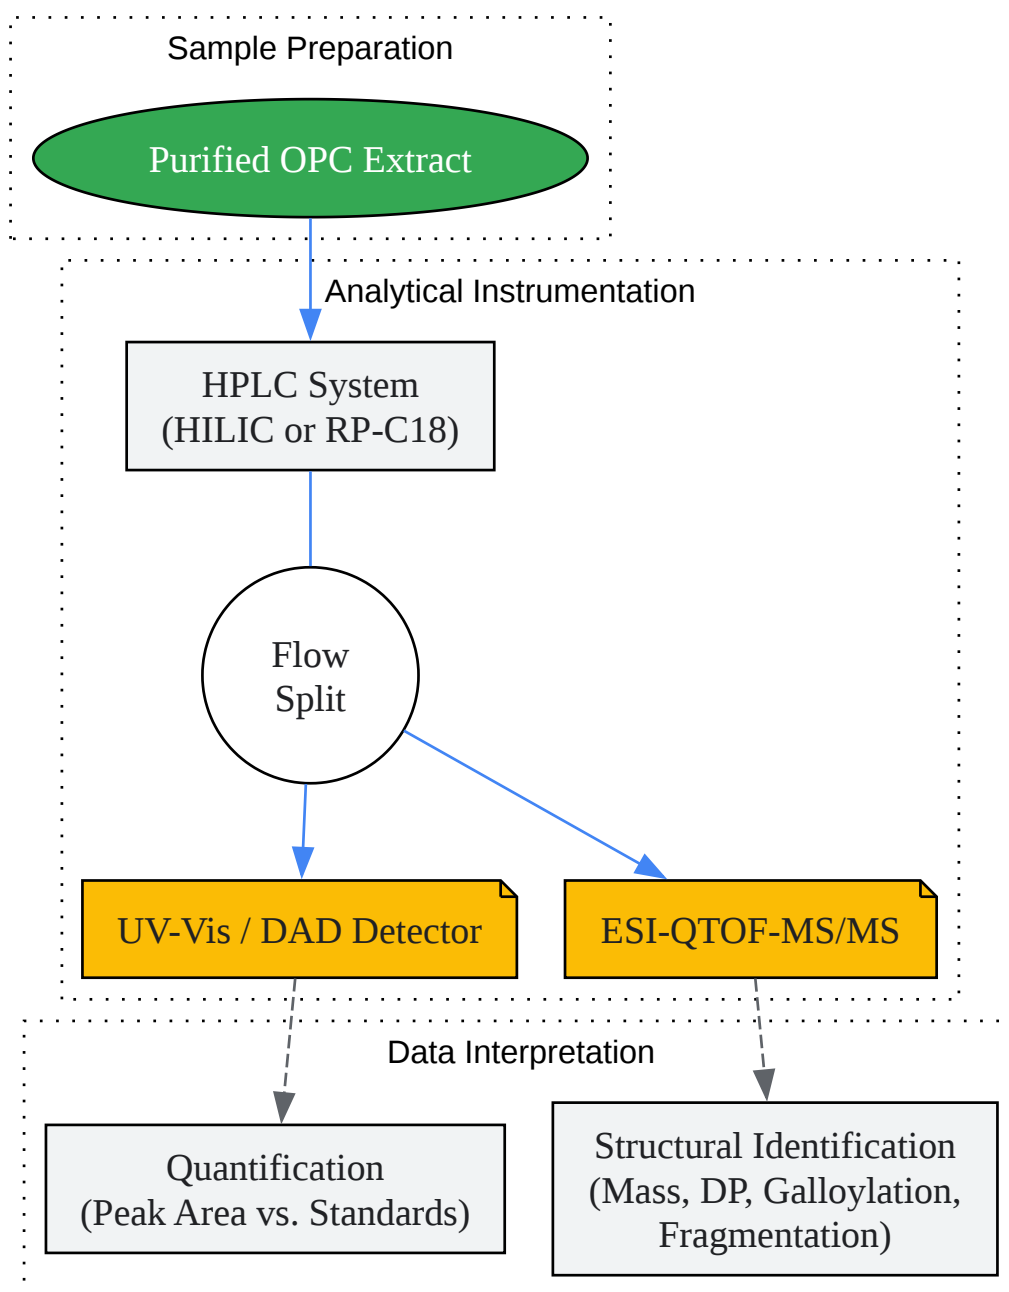 Sample Preparation
Purified OPC Extract
Analytical Instrumentation
HPLC System
(HILIC or RP-C18)
Flow
Split
UV-Vis / DAD Detector
ESI-QTOF-MS/MS
Data Interpretation
Quantification
(Peak Area vs. Standards)
Structural Identification
(Mass, DP, Galloylation,
Fragmentation)